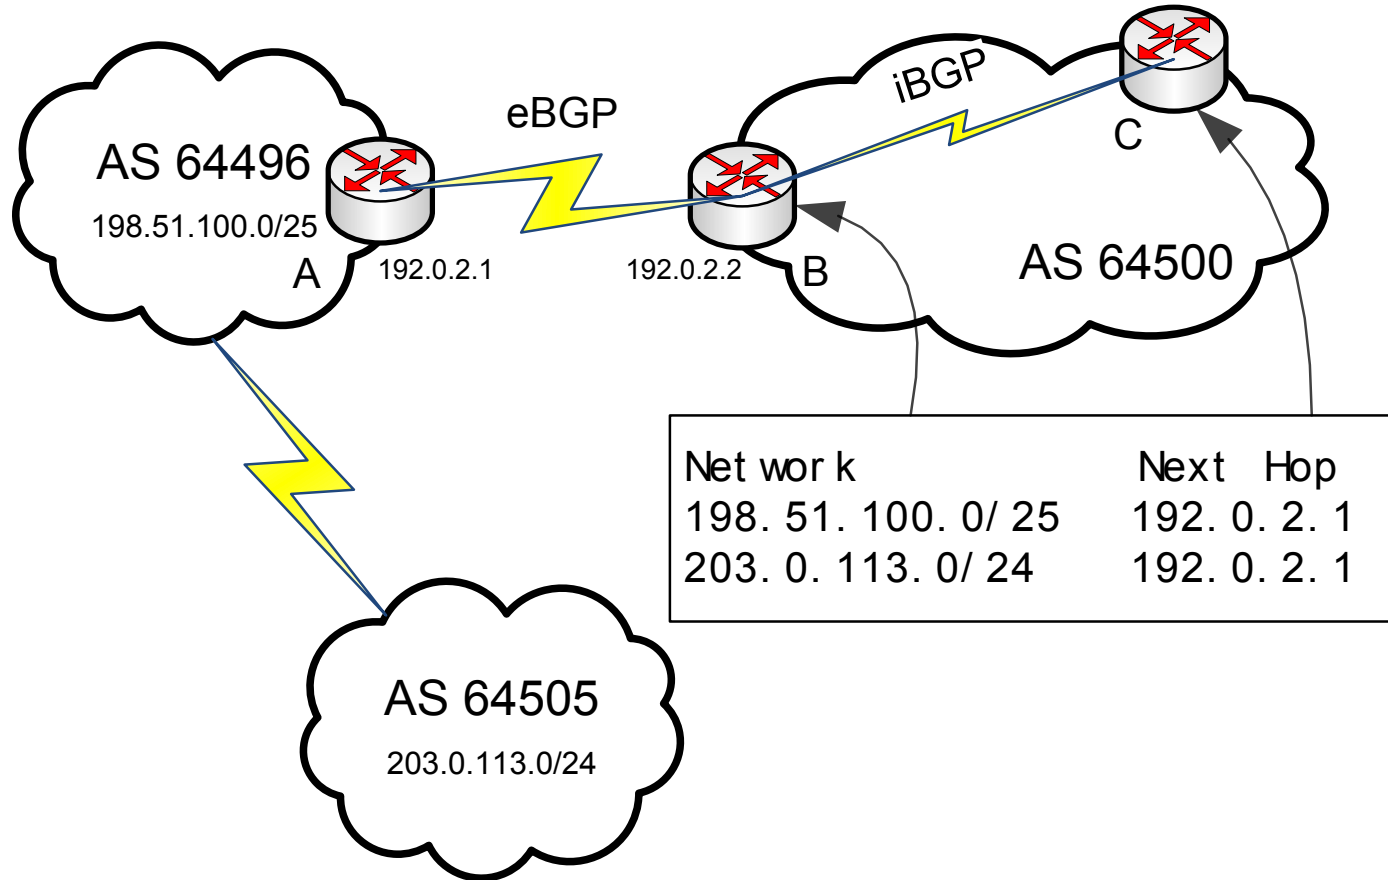 iBGP
eBGP
C
AS 64496
198.51.100.0/25
A
192.0.2.1
192.0.2.2
B
AS 64500
Network Next Hop
198.51.100.0/25 192.0.2.1
203.0.113.0/24 192.0.2.1
AS 64505
203.0.113.0/24